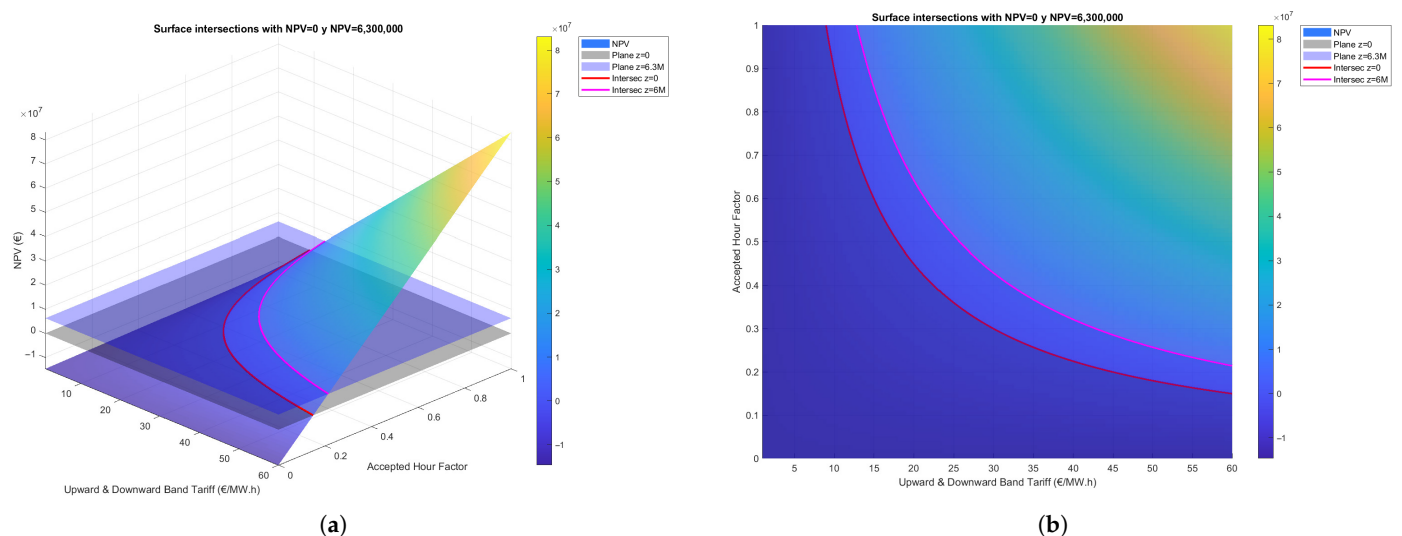 Surface intersections with NPV=0 y NPV=6,300,000
×10⁷
8
7
6
5
4
3
2
1
0
−1
NPV (€)
10
20
30
40
50
60
Upward & Downward Band Tariff (€/MW.h)
0
0.2
0.4
0.6
0.8
1
Accepted Hour Factor
×10⁷
8
7
6
5
4
3
2
1
0
−1
NPV
Plane z=0
Plane z=6.3M
Intersec z=0
Intersec z=6M
(a)
Surface intersections with NPV=0 y NPV=6,300,000
1
0.9
0.8
0.7
0.6
0.5
0.4
0.3
0.2
0.1
0
Accepted Hour Factor
5 10 15 20 25 30 35 40 45 50 55 60
Upward & Downward Band Tariff (€/MW.h)
×10⁷
8
7
6
5
4
3
2
1
0
−1
NPV
Plane z=0
Plane z=6.3M
Intersec z=0
Intersec z=6M
(b)